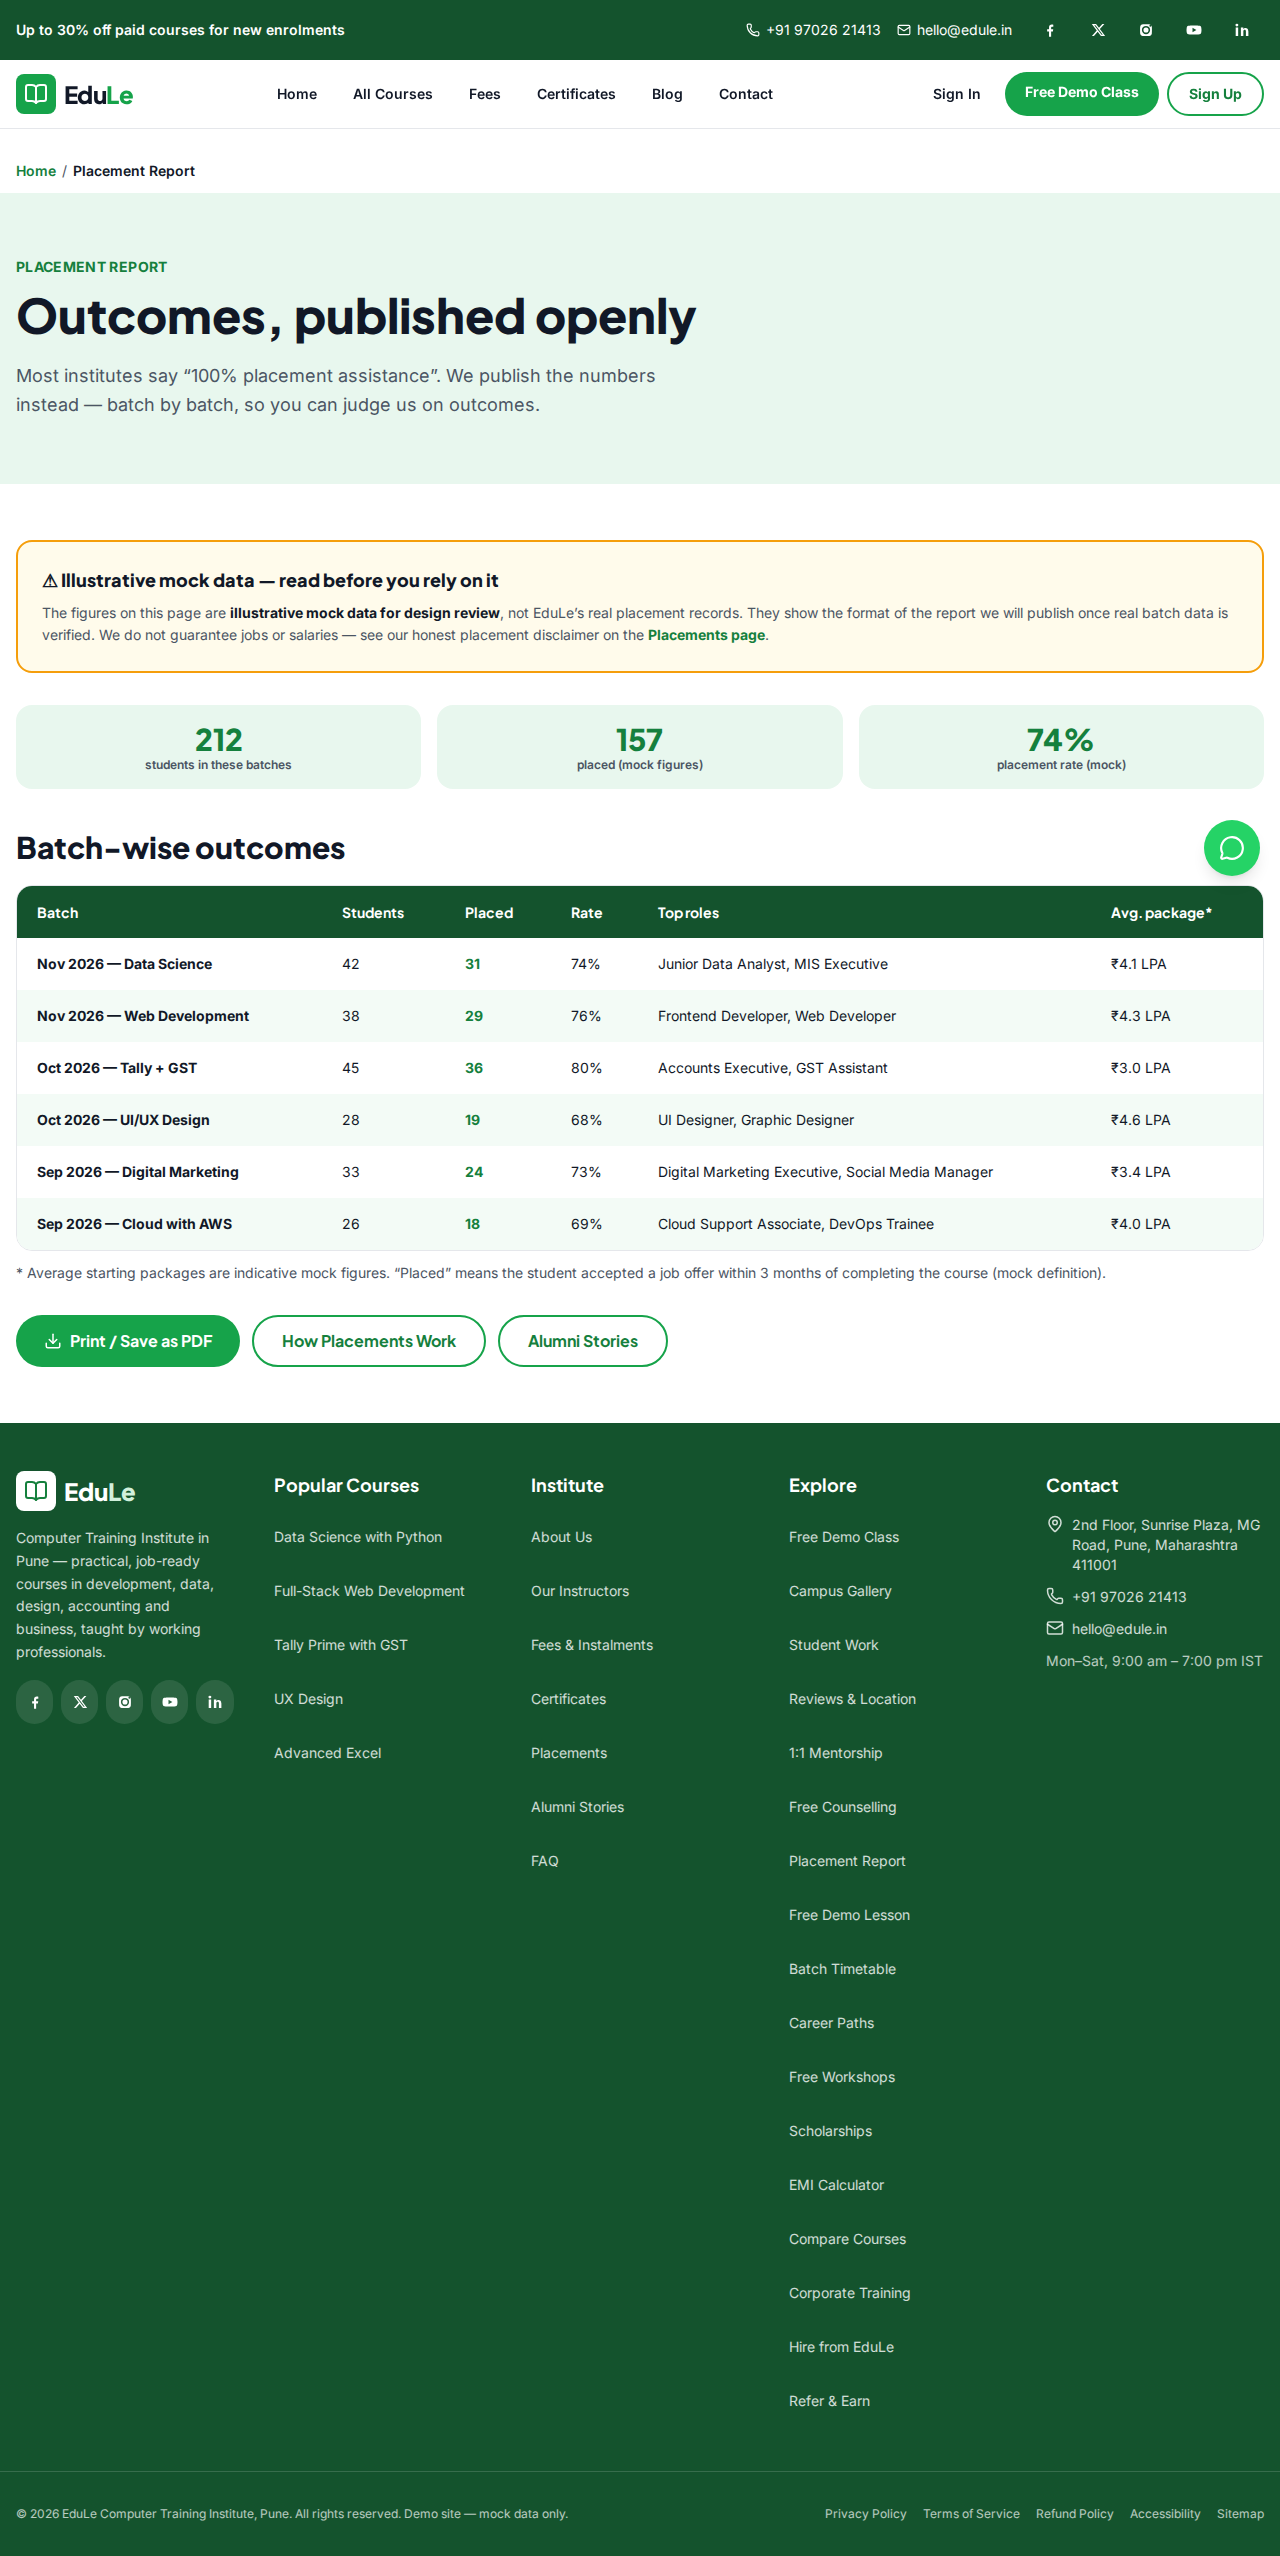 Up to 30% off paid courses for new enrolments
+91 97026 21413
hello@edule.in
EduLe
Home
All Courses
Fees
Certificates
Blog
Contact
Sign In
Free Demo Class
Sign Up
Home / Placement Report
PLACEMENT REPORT
Outcomes, published openly
Most institutes say “100% placement assistance”. We publish the numbers
instead — batch by batch, so you can judge us on outcomes.
⚠ Illustrative mock data — read before you rely on it
The figures on this page are illustrative mock data for design review, not EduLe’s real placement records. They show the format of the report we will publish once real batch data is
verified. We do not guarantee jobs or salaries — see our honest placement disclaimer on the Placements page.
212
students in these batches
157
placed (mock figures)
74%
placement rate (mock)
Batch-wise outcomes
Batch Students Placed Rate Top roles Avg. package*
Nov 2026 — Data Science 42 31 74% Junior Data Analyst, MIS Executive ₹4.1 LPA
Nov 2026 — Web Development 38 29 76% Frontend Developer, Web Developer ₹4.3 LPA
Oct 2026 — Tally + GST 45 36 80% Accounts Executive, GST Assistant ₹3.0 LPA
Oct 2026 — UI/UX Design 28 19 68% UI Designer, Graphic Designer ₹4.6 LPA
Sep 2026 — Digital Marketing 33 24 73% Digital Marketing Executive, Social Media Manager ₹3.4 LPA
Sep 2026 — Cloud with AWS 26 18 69% Cloud Support Associate, DevOps Trainee ₹4.0 LPA
* Average starting packages are indicative mock figures. “Placed” means the student accepted a job offer within 3 months of completing the course (mock definition).
Print / Save as PDF
How Placements Work
Alumni Stories
EduLe
Computer Training Institute in
Pune — practical, job-ready
courses in development, data,
design, accounting and
business, taught by working
professionals.
Popular Courses
Data Science with Python
Full-Stack Web Development
Tally Prime with GST
UX Design
Advanced Excel
Institute
About Us
Our Instructors
Fees & Instalments
Certificates
Placements
Alumni Stories
FAQ
Explore
Free Demo Class
Campus Gallery
Student Work
Reviews & Location
1:1 Mentorship
Free Counselling
Placement Report
Free Demo Lesson
Batch Timetable
Career Paths
Free Workshops
Scholarships
EMI Calculator
Compare Courses
Corporate Training
Hire from EduLe
Refer & Earn
Contact
2nd Floor, Sunrise Plaza, MG
Road, Pune, Maharashtra
411001
+91 97026 21413
hello@edule.in
Mon–Sat, 9:00 am – 7:00 pm IST
© 2026 EduLe Computer Training Institute, Pune. All rights reserved. Demo site — mock data only.
Privacy Policy
Terms of Service
Refund Policy
Accessibility
Sitemap